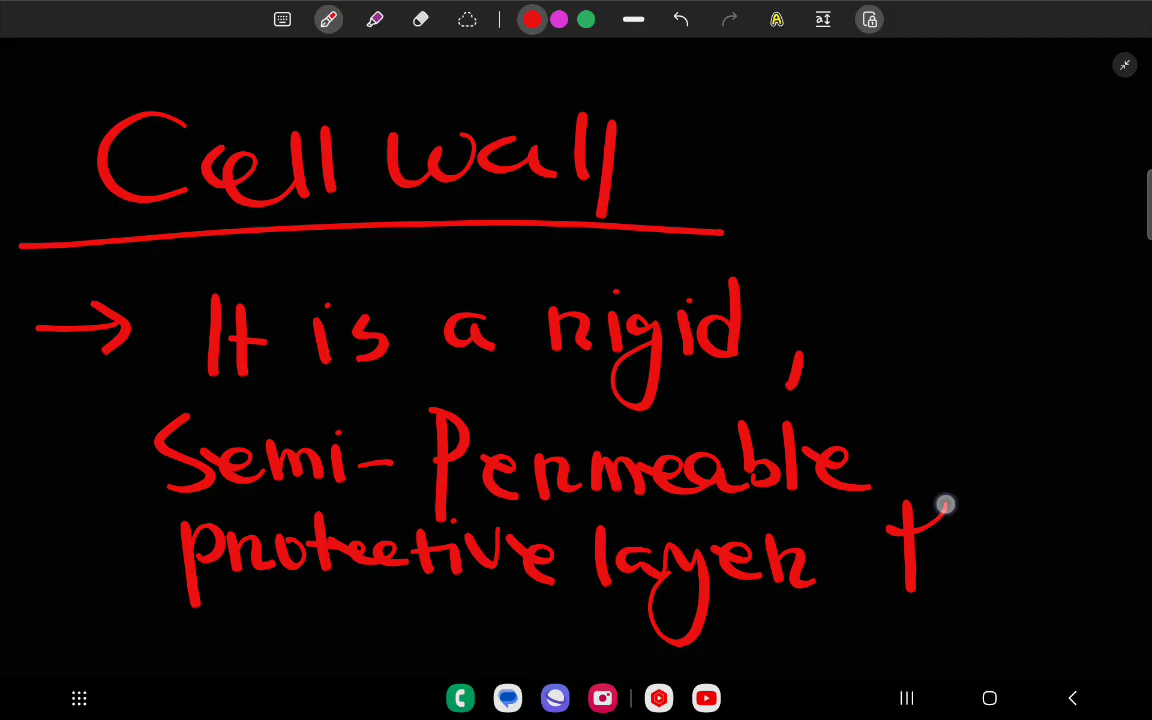 Cell wall
→ It is a rigid,
Semi-Permeable
protective layer t